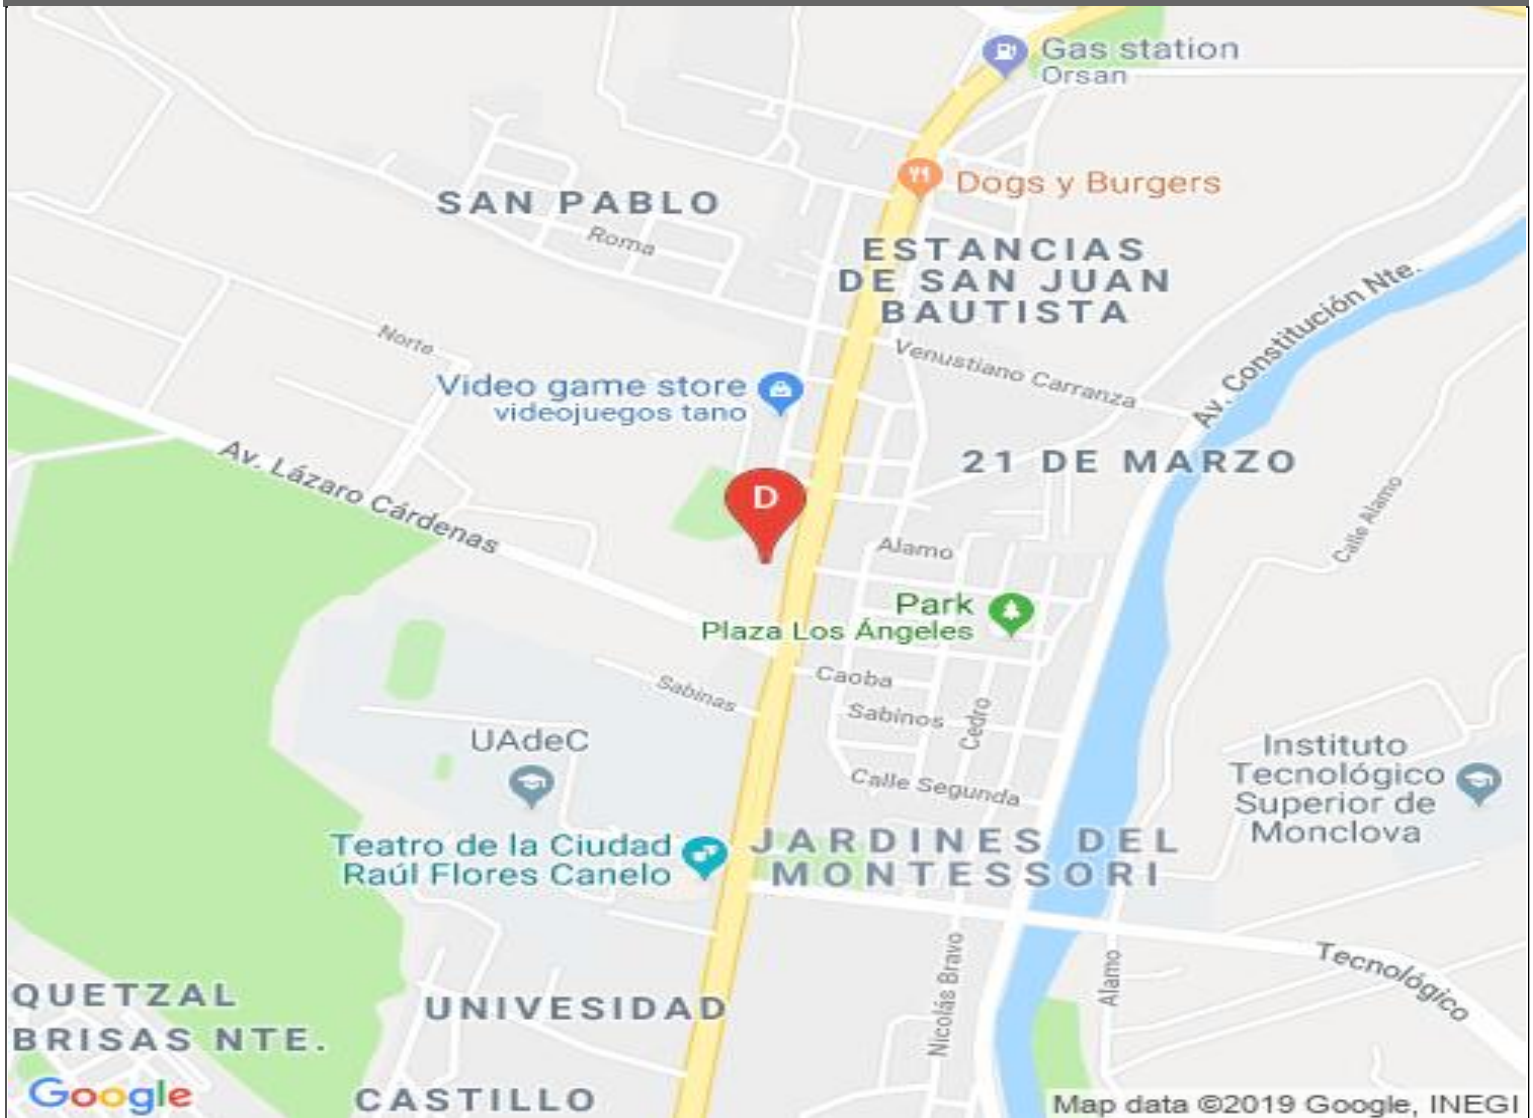 Gas station
Orsan
Dogs y Burgers
SAN PABLO
Roma
ESTANCIAS
DE SAN JUAN
BAUTISTA
Av. Constitución Nte.
Norte
Venustiano Carranza
Video game store
videojuegos tano
Av. Lázaro Cárdenas
21 DE MARZO
D
Calle Alamo
Alamo
Park
Plaza Los Ángeles
Caoba
Sabinas
Sabinos
Cedro
UAdeC
Calle Segunda
Instituto
Tecnológico
Superior de
Monclova
Teatro de la Ciudad
Raúl Flores Canelo
JARDINES DEL
MONTESSORI
Nicolás Bravo
Alamo
Tecnológico
QUETZAL
BRISAS NTE.
UNIVESIDAD
CASTILLO
Google
Map data ©2019 Google, INEGI